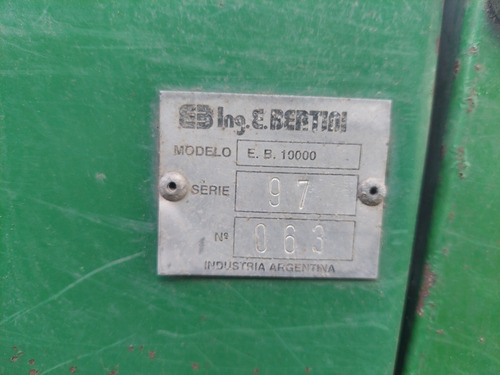 EB Ing. E. BERTINI
MODELO E. B. 10000
SERIE 97
Nº 063
INDUSTRIA ARGENTINA